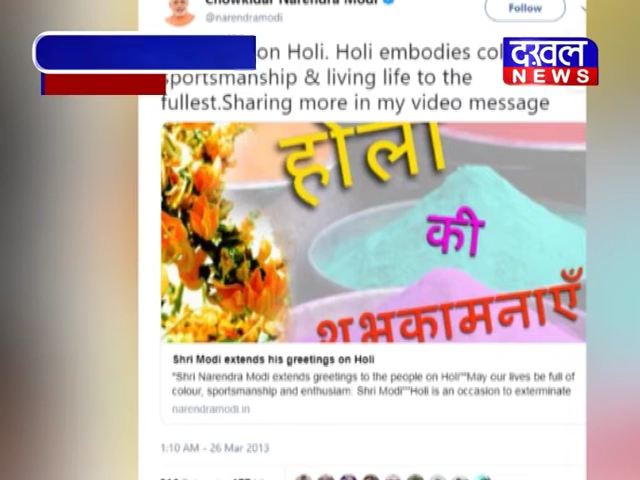 Chowkidar Narendra Modi
@narendramodi
Follow
दख़ल
NEWS
on Holi. Holi embodies
sportsmanship & living life to the
fullest.Sharing more in my video message
होली
की
शुभकामनाएँ
Shri Modi extends his greetings on Holi
"Shri Narendra Modi extends greetings to the people on Holi""May our lives be full of
colour, sportsmanship and enthusiam. Shri Modi""Holi is an occasion to exterminate
narendramodi.in
1:10 AM - 26 Mar 2013